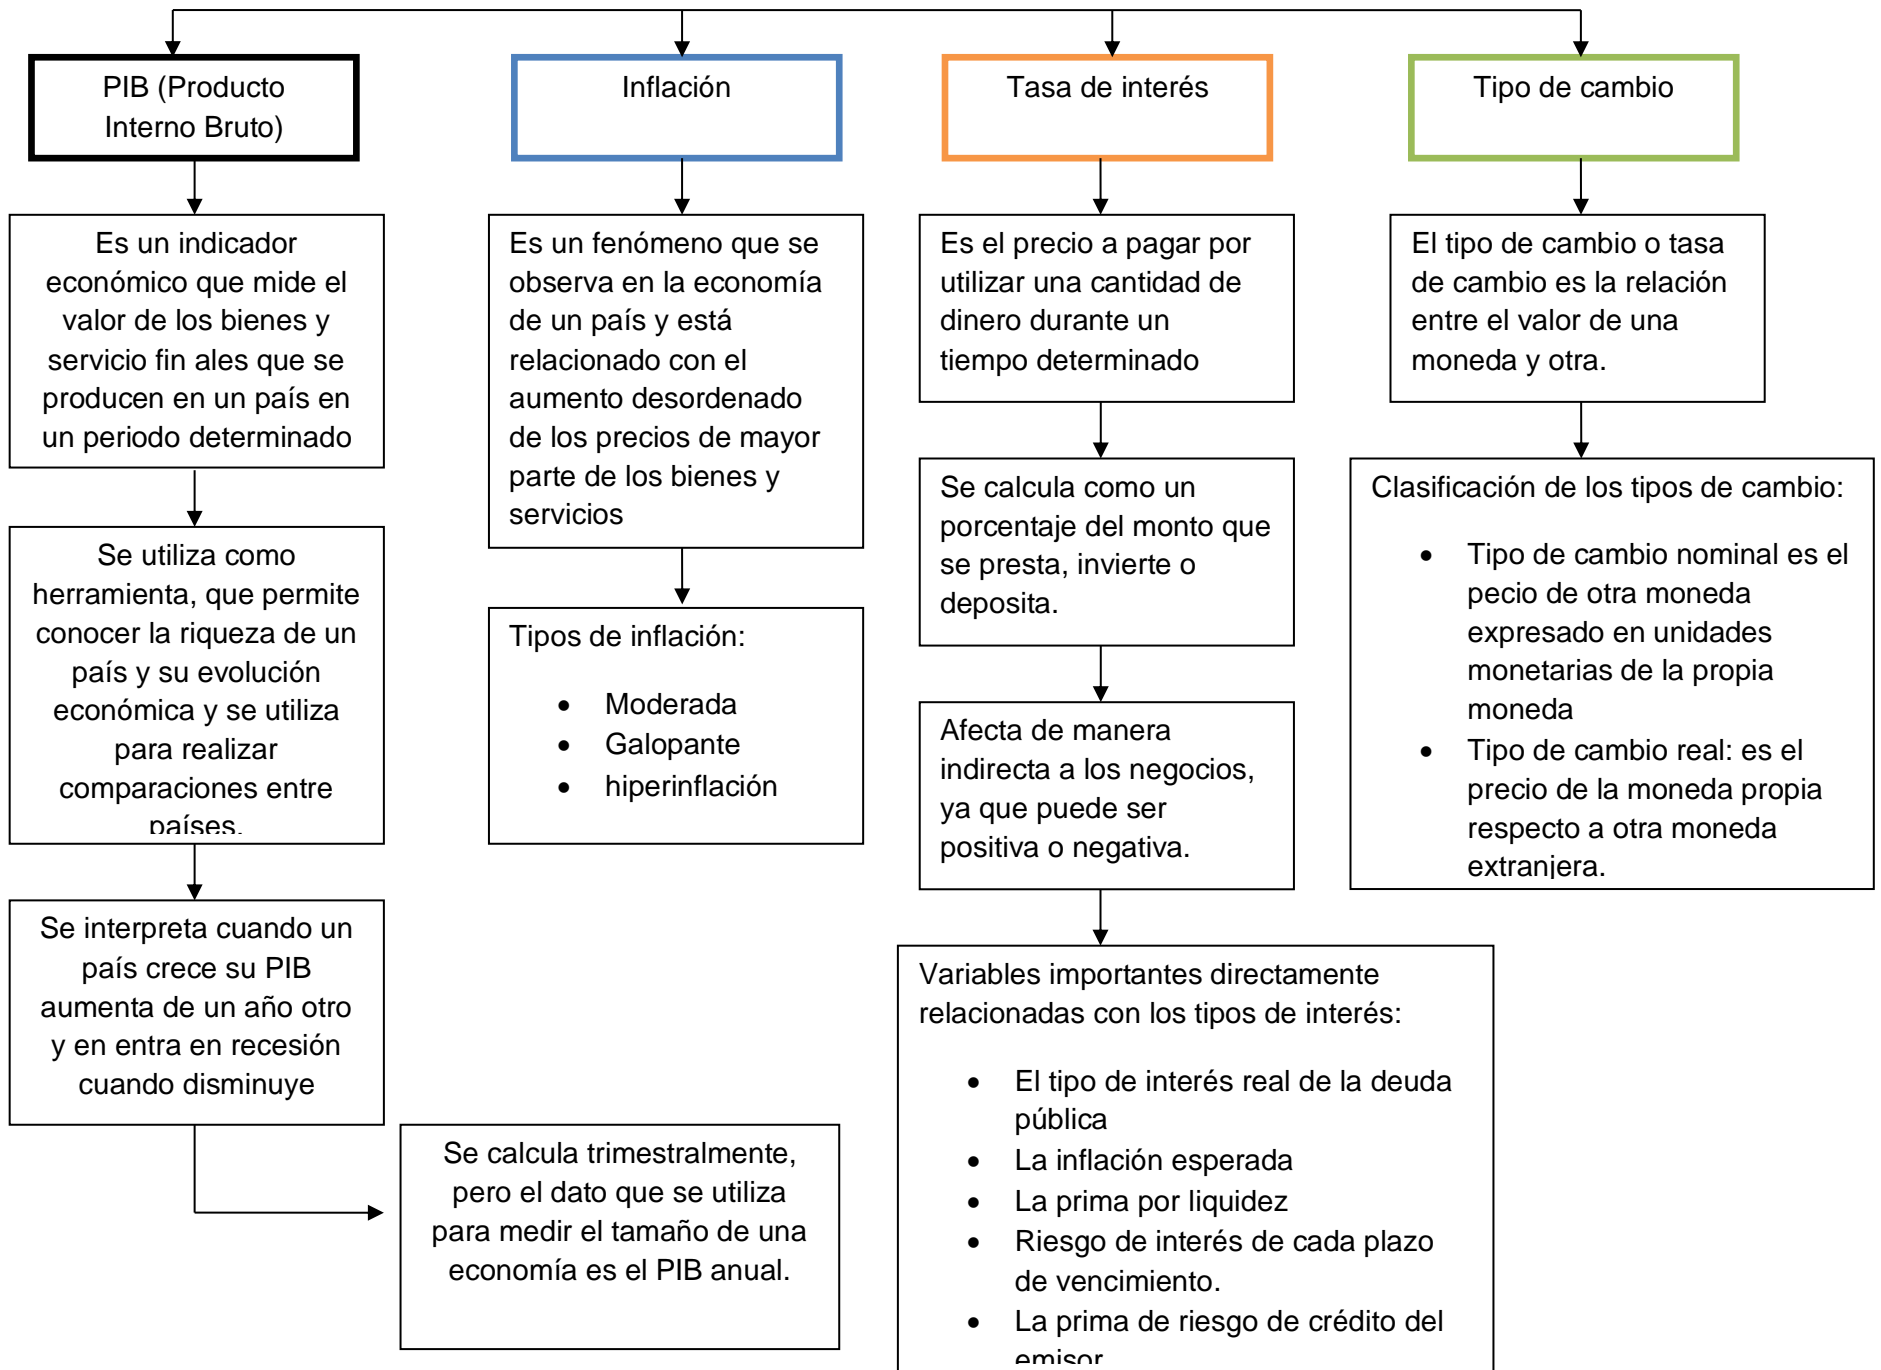 PIB (Producto
Interno Bruto)
Es un indicador
económico que mide el
valor de los bienes y
servicio fin ales que se
producen en un país en
un periodo determinado
Se utiliza como
herramienta, que permite
conocer la riqueza de un
país y su evolución
económica y se utiliza
para realizar
comparaciones entre
países.
Se interpreta cuando un
país crece su PIB
aumenta de un año otro
y en entra en recesión
cuando disminuye
Se calcula trimestralmente,
pero el dato que se utiliza
para medir el tamaño de una
economía es el PIB anual.
Inflación
Es un fenómeno que se
observa en la economía
de un país y está
relacionado con el
aumento desordenado
de los precios de mayor
parte de los bienes y
servicios
Tipos de inflación:
• Moderada
• Galopante
• hiperinflación
Tasa de interés
Es el precio a pagar por
utilizar una cantidad de
dinero durante un
tiempo determinado
Se calcula como un
porcentaje del monto que
se presta, invierte o
deposita.
Afecta de manera
indirecta a los negocios,
ya que puede ser
positiva o negativa.
Variables importantes directamente
relacionadas con los tipos de interés:
• El tipo de interés real de la deuda
pública
• La inflación esperada
• La prima por liquidez
• Riesgo de interés de cada plazo
de vencimiento.
• La prima de riesgo de crédito del
emisor
Tipo de cambio
El tipo de cambio o tasa
de cambio es la relación
entre el valor de una
moneda y otra.
Clasificación de los tipos de cambio:
• Tipo de cambio nominal es el
pecio de otra moneda
expresado en unidades
monetarias de la propia
moneda
• Tipo de cambio real: es el
precio de la moneda propia
respecto a otra moneda
extranjera.